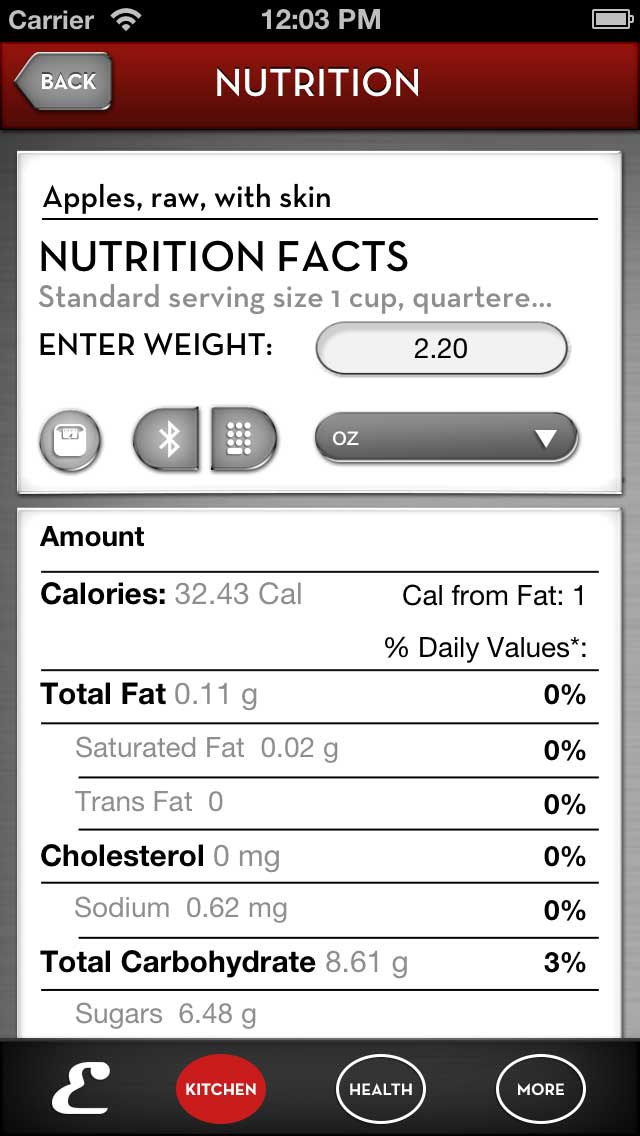 Carrier 12:03 PM
BACK NUTRITION
Apples, raw, with skin
NUTRITION FACTS
Standard serving size 1 cup, quartere...
ENTER WEIGHT: 2.20
oz
Amount
Calories: 32.43 Cal Cal from Fat: 1
% Daily Values*:
Total Fat 0.11 g 0%
Saturated Fat 0.02 g 0%
Trans Fat 0 0%
Cholesterol 0 mg 0%
Sodium 0.62 mg 0%
Total Carbohydrate 8.61 g 3%
Sugars 6.48 g
E KITCHEN HEALTH MORE